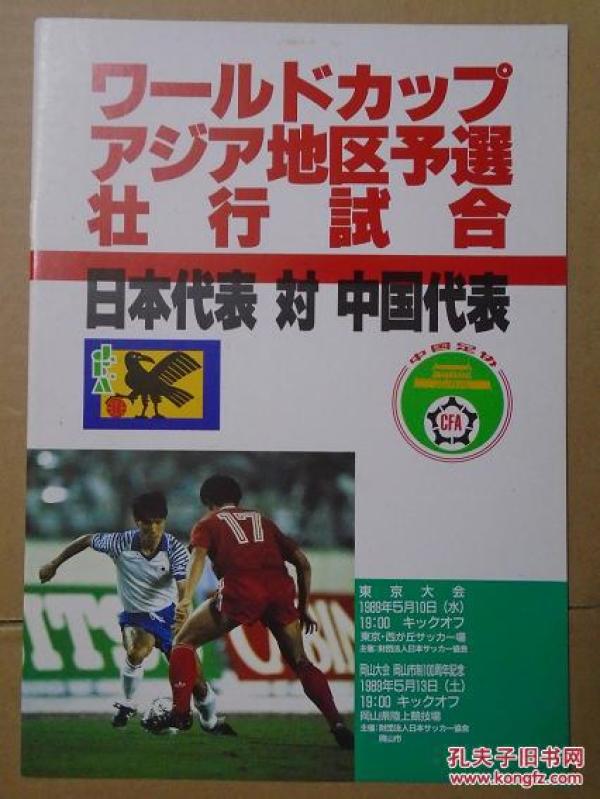 ワールドカップ
アジア地区予選
壮行試合
日本代表 対 中国代表
JFA
中國足协
CFA
17
東京大会
1989年5月10日（水）
19:00 キックオフ
東京・西が丘サッカー場
主催：財団法人日本サッカー協会
岡山大会 岡山市制100周年記念
1989年5月13日（土）
19:00 キックオフ
岡山県陸上競技場
主催：財団法人日本サッカー協会
岡山市
孔夫子旧书网
www.kongfz.com